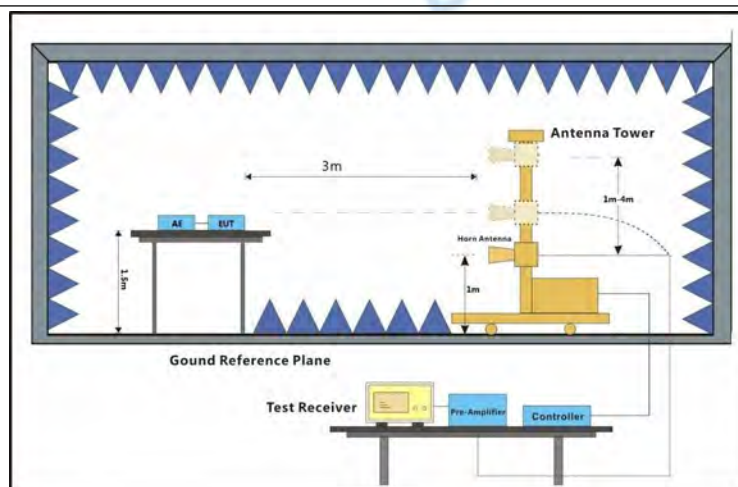 Antenna Tower
3m
1m-4m
AE
EUT
Horn Antenna
1.5m
1m
Gound Reference Plane
Test Receiver
Pre-Amplifier
Controller